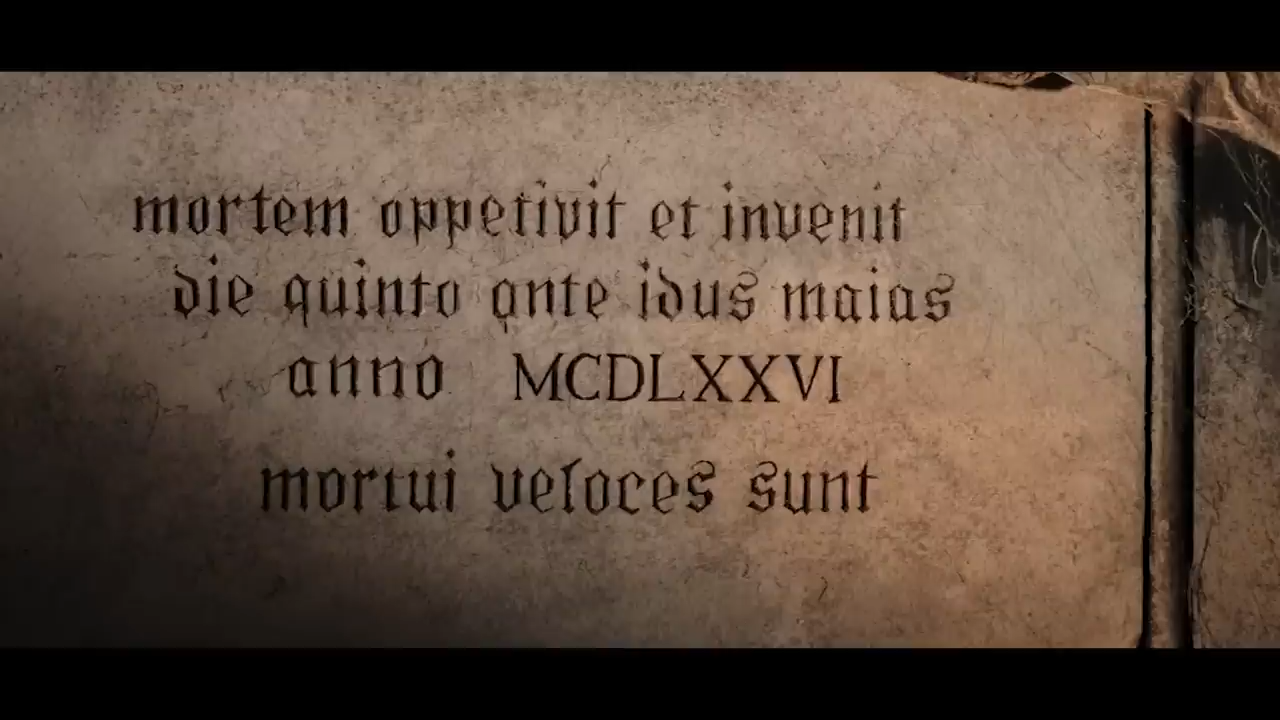 mortem oppetivit et invenit
die quinto ante idus maias
anno MCDLXXVI
mortui veloces sunt